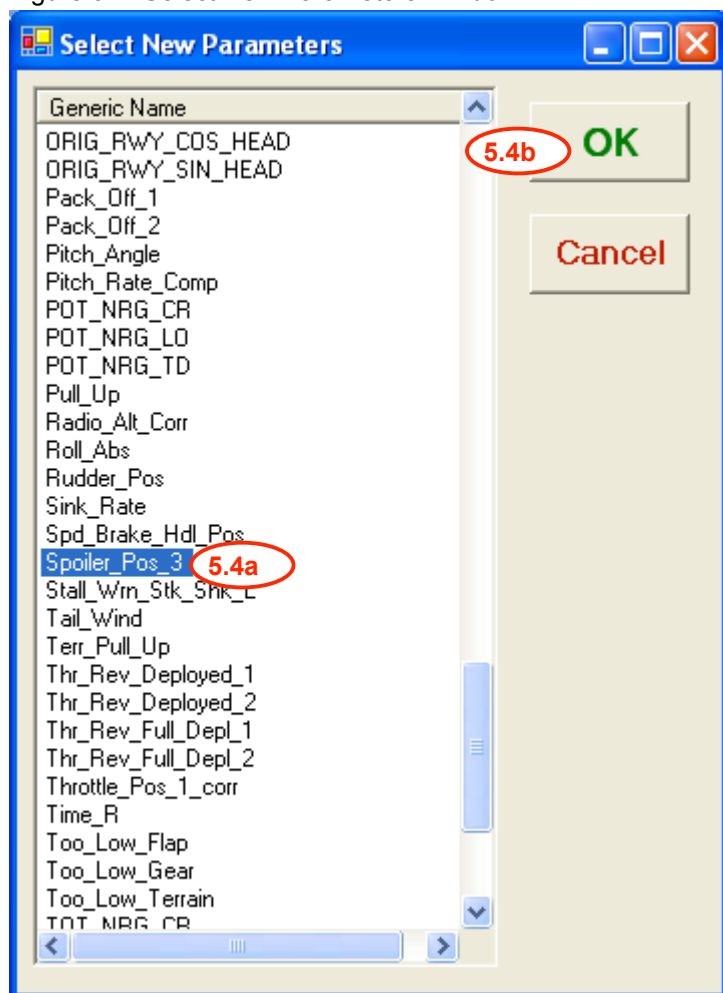 Select New Parameters
Generic Name
ORIG_RWY_COS_HEAD
ORIG_RWY_SIN_HEAD
Pack_Off_1
Pack_Off_2
Pitch_Angle
Pitch_Rate_Comp
POT_NRG_CR
POT_NRG_LO
POT_NRG_TD
Pull_Up
Radio_Alt_Corr
Roll_Abs
Rudder_Pos
Sink_Rate
Spd_Brake_Hdl_Pos
Spoiler_Pos_3
5.4a
Stall_Wrn_Stk_Shk_L
Tail_Wind
Terr_Pull_Up
Thr_Rev_Deployed_1
Thr_Rev_Deployed_2
Thr_Rev_Full_Depl_1
Thr_Rev_Full_Depl_2
Throttle_Pos_1_corr
Time_R
Too_Low_Flap
Too_Low_Gear
Too_Low_Terrain
TOT_NRG_CR
5.4b
OK
Cancel